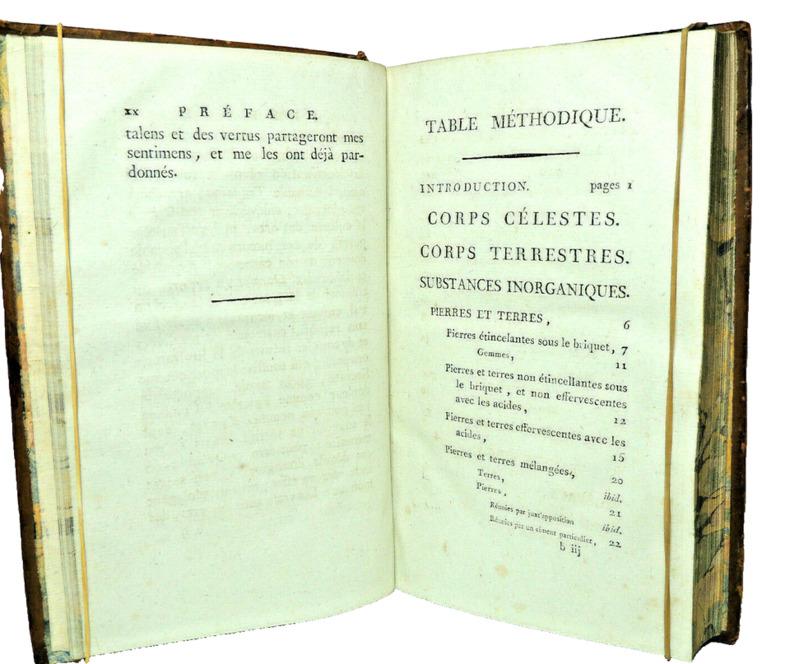 xx PRÉFACE.
talens et des vertus partageront mes
sentimens, et me les ont déjà par-
donnés.
TABLE MÉTHODIQUE.
INTRODUCTION. pages 1
CORPS CÉLESTES.
CORPS TERRESTRES.
SUBSTANCES INORGANIQUES.
PIERRES ET TERRES, 6
Pierres étincelantes sous le briquet, 7
Gemmes, 11
Pierres et terres non étincellantes sous
le briquet, et non effervescentes
avec les acides, 12
Pierres et terres effervescentes avec les
acides, 15
Pierres et terres mélangées, 20
Terres, ibid.
Pierres, 21
Réunies par juxt'apposition ibid.
Réunies par un ciment particulier, 22
b iij